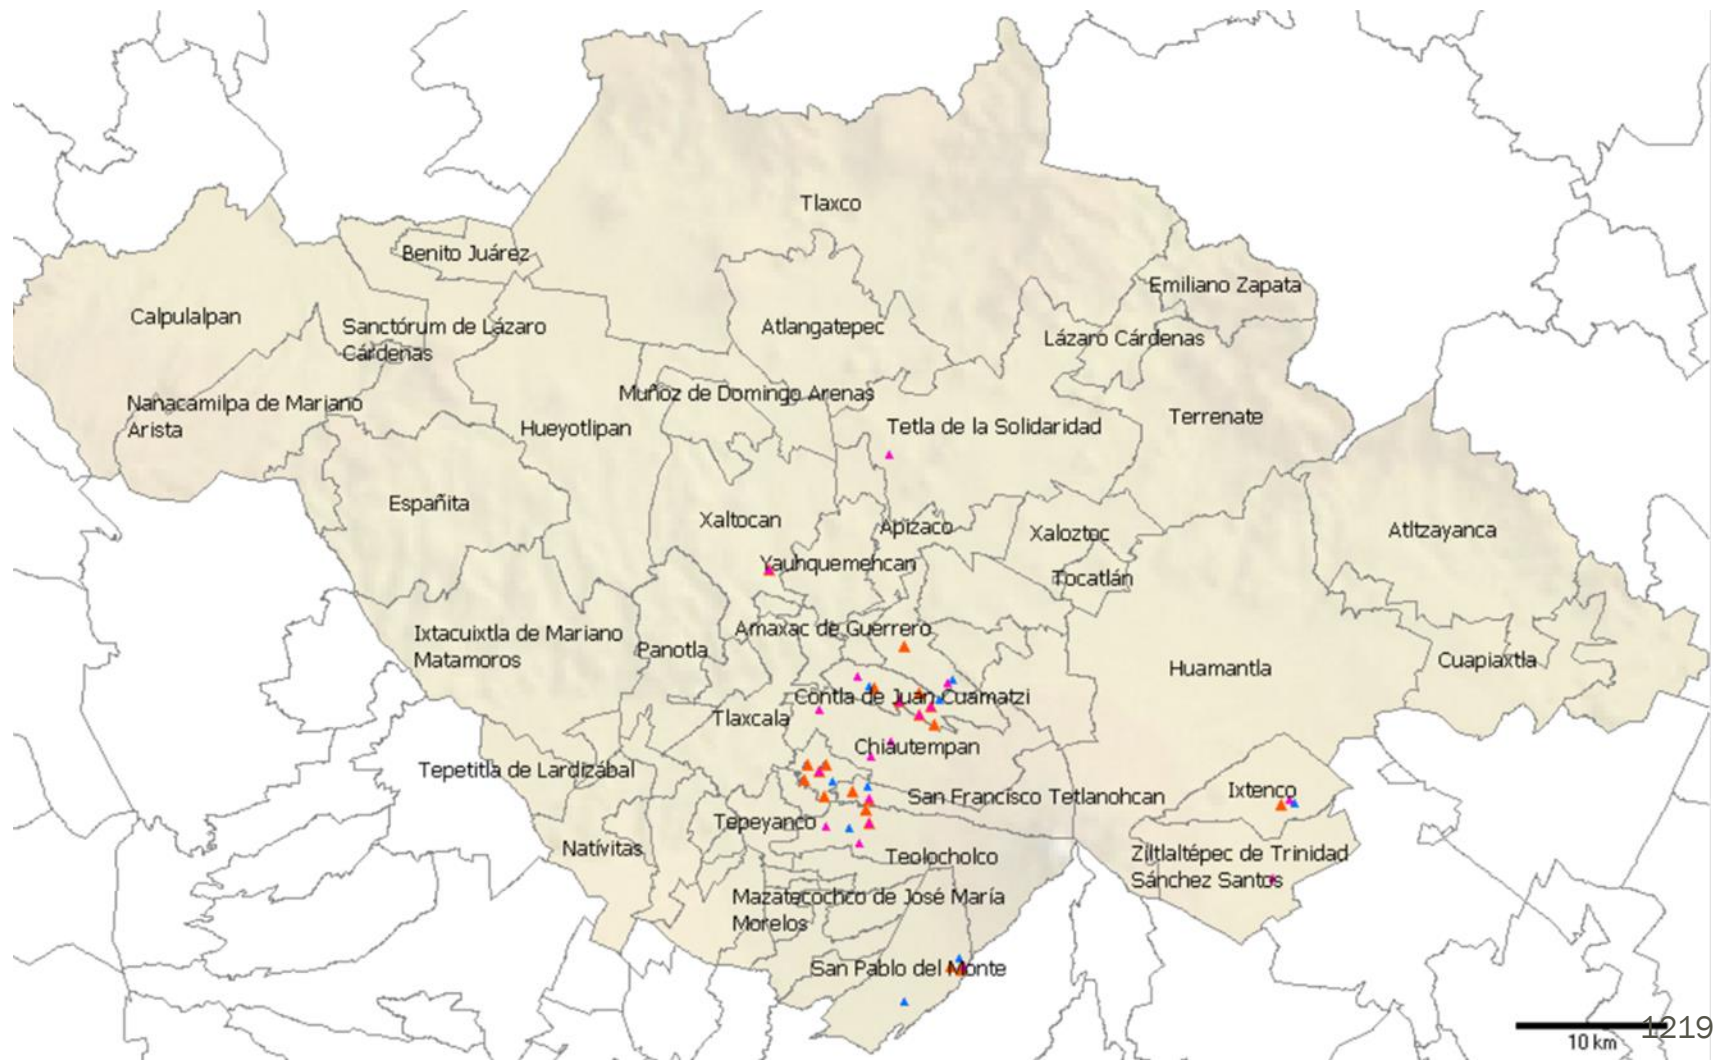 Tlaxco
Benito Juárez
Emiliano Zapata
Calpulalpan
Sanctórum de Lázaro
Cárdenas
Atlangatepec
Lázaro Cárdenas
Muñoz de Domingo Arenas
Nanacamilpa de Mariano
Arista
Hueyotlipan
Tetla de la Solidaridad
Terrenate
Españita
Xaltocan
Apizaco
Xaloztoc
Atltzayanca
Yauhquemehcan
Tocatlán
Ixtacuixtla de Mariano
Matamoros
Panotla
Amaxac de Guerrero
Huamantla
Cuapiaxtla
Contla de Juan Cuamatzi
Tlaxcala
Chiautempan
Tepetitla de Lardizábal
San Francisco Tetlanohcan
Ixtenco
Tepeyanco
Natívitas
Teolocholco
Ziltlaltépec de Trinidad
Sánchez Santos
Mazatecochco de José María
Morelos
San Pablo del Monte
10 km
1219